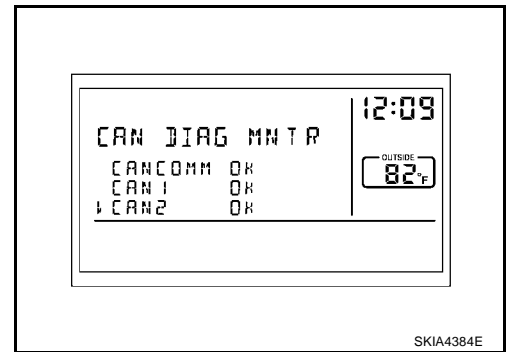 CAN DIAG MNTR
CANCOMM OK
CAN1 OK
CAN2 OK
12:09
OUTSIDE
82°F
SKIA4384E